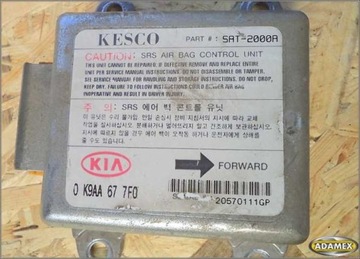 KESCO PART # : SAT-2000A
CAUTION: SRS AIR BAG CONTROL UNIT
THIS UNIT CANNOT BE REPAIRED, IF DEFECTIVE REMOVE AND REPLACE ENTIRE
UNIT PER SERVICE MANUAL INSTRUCTIONS. DO NOT DISASSEMBLE OR TAMPER.
SEE SERVICE MANUAL FOR HANDLING AND STORAGE INSTRUCTIONS. DO NOT DROP,
KEEP DRY. FAILURE TO FOLLOW INSTRUCTIONS COULD RENDER AIR BAG
INOPERATIVE AND RESULT IN DRIVER INJURY.
주 의: SRS 에어 백 콘트롤 유닛
KIA
FORWARD
0 K9AA 67 7F0
20570111GP
ADAMEX